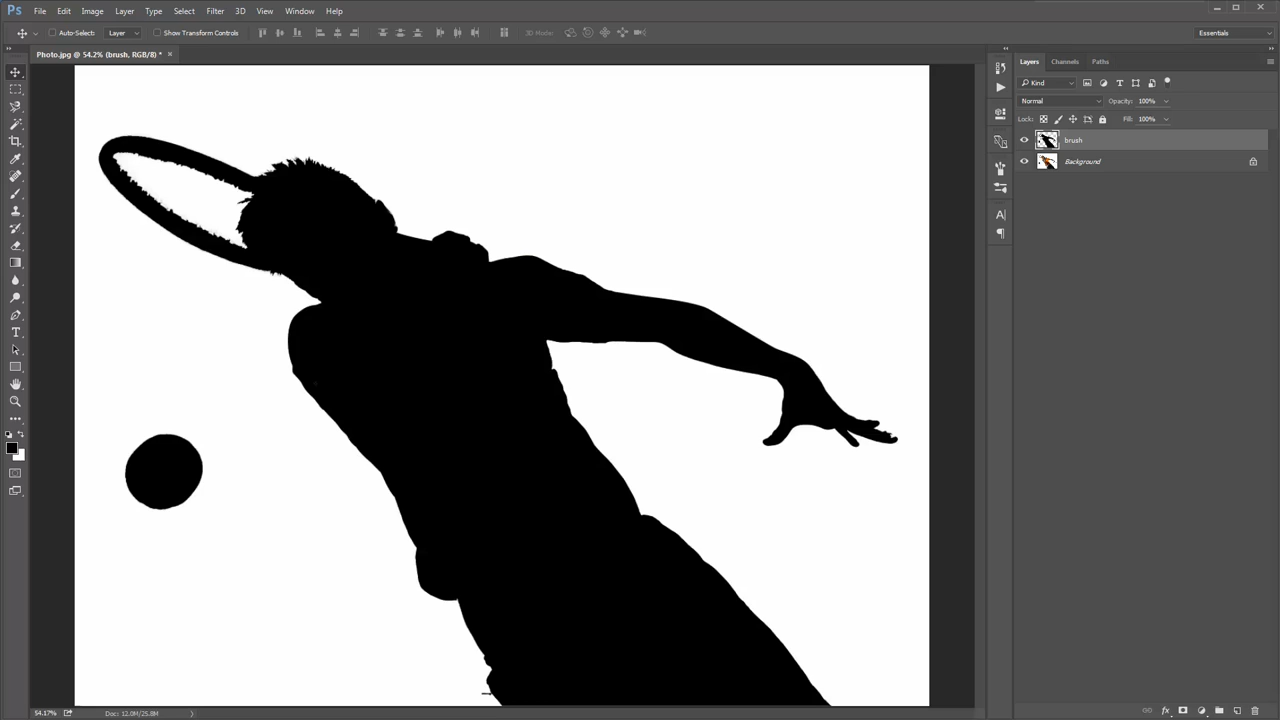 Ps File Edit Image Layer Type Select Filter 3D View Window Help
Auto-Select: Layer Show Transform Controls 3D Mode: Essentials
Photo.jpg @ 54.2% (brush, RGB/8) * ×
Layers Channels Paths
Kind T
Normal Opacity: 100%
Lock: Fill: 100%
brush
Background
A
T
54.17% Doc: 12.0M/25.8M
fx